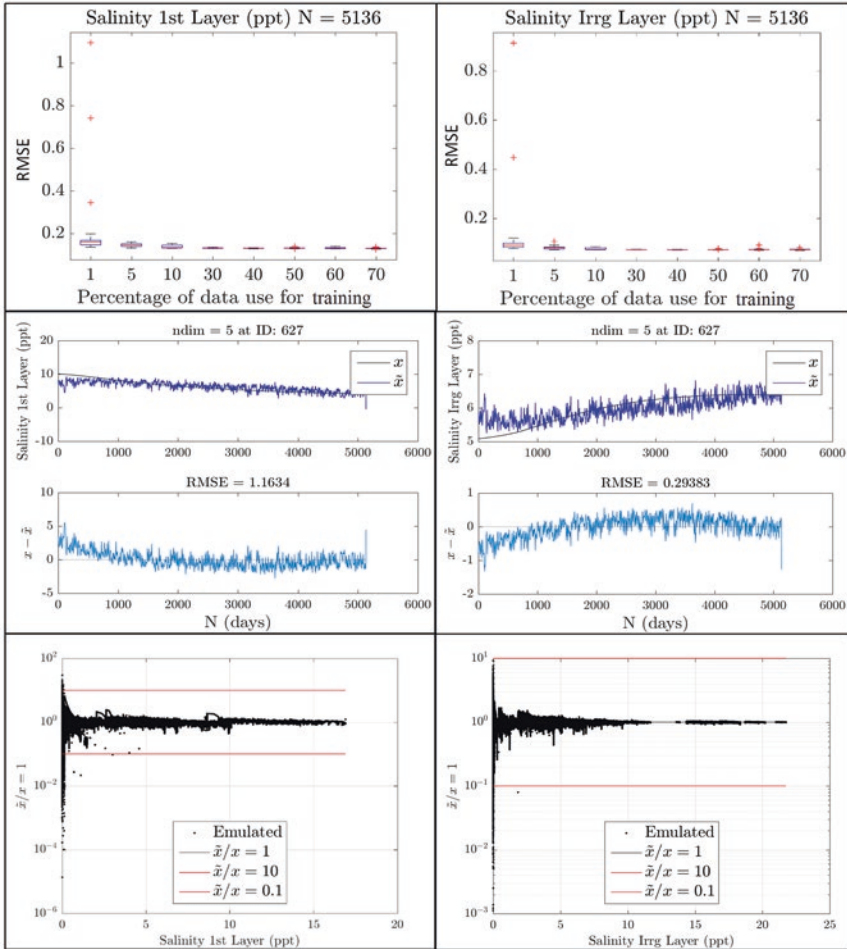 Salinity 1st Layer (ppt) N = 5136
RMSE
1
0.8
0.6
0.4
0.2
1 5 10 30 40 50 60 70
Percentage of data use for training
Salinity Irrg Layer (ppt) N = 5136
RMSE
0.8
0.6
0.4
0.2
1 5 10 30 40 50 60 70
Percentage of data use for training
ndim = 5 at ID: 627
Salinity 1st Layer (ppt)
20
10
0
-10
x
x̃
0 1000 2000 3000 4000 5000 6000
RMSE = 1.1634
x − x̃
10
5
0
-5
0 1000 2000 3000 4000 5000 6000
N (days)
ndim = 5 at ID: 627
Salinity Irrg Layer (ppt)
8
7
6
5
x
x̃
0 1000 2000 3000 4000 5000 6000
RMSE = 0.29383
x − x̃
1
0
-1
-2
0 1000 2000 3000 4000 5000 6000
N (days)
x̃/x = 1
10²
10⁰
10⁻²
10⁻⁴
10⁻⁶
Emulated
x̃/x = 1
x̃/x = 10
x̃/x = 0.1
0 5 10 15 20
Salinity 1st Layer (ppt)
x̃/x = 1
10¹
10⁰
10⁻¹
10⁻²
10⁻³
Emulated
x̃/x = 1
x̃/x = 10
x̃/x = 0.1
0 5 10 15 20 25
Salinity Irrg Layer (ppt)